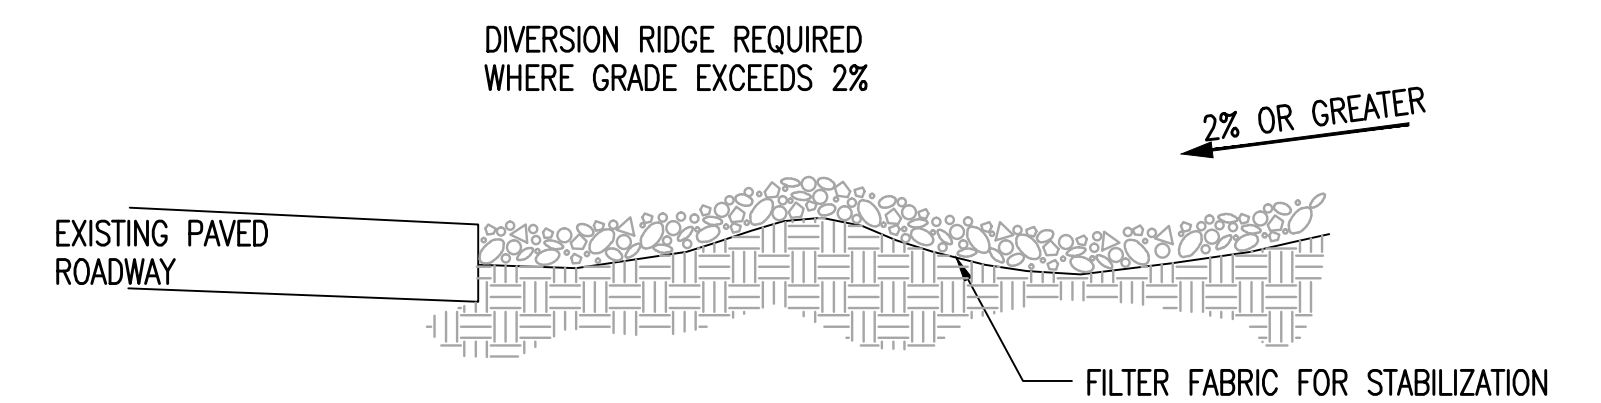 DIVERSION RIDGE REQUIRED
WHERE GRADE EXCEEDS 2%
2% OR GREATER
EXISTING PAVED
ROADWAY
FILTER FABRIC FOR STABILIZATION